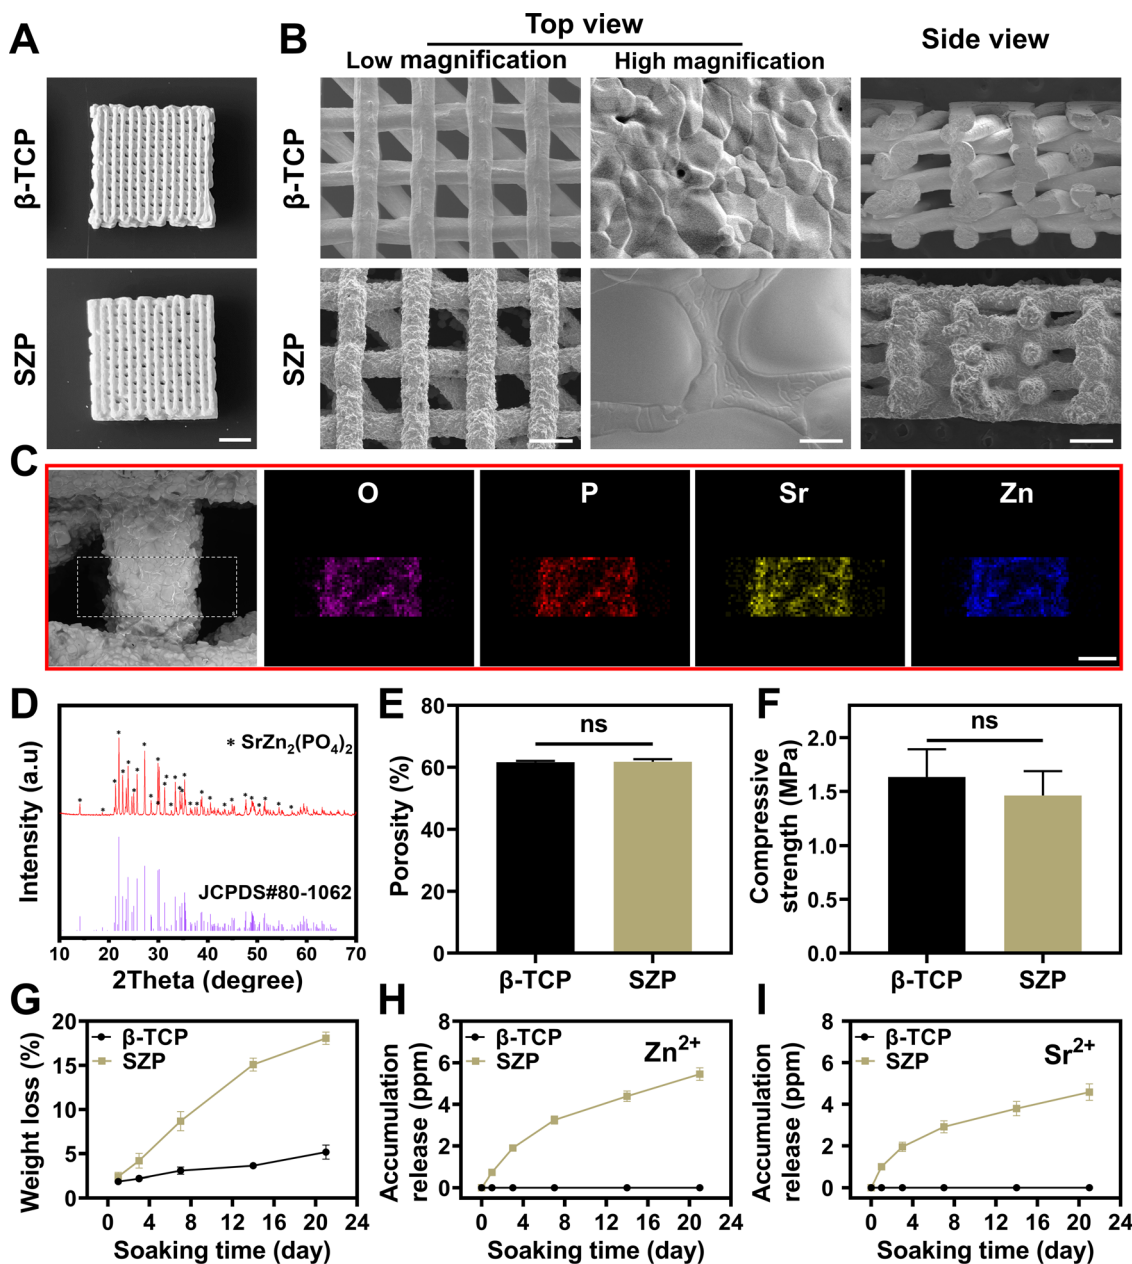 A
B
Top view
Low magnification
High magnification
Side view
β-TCP
SZP
β-TCP
SZP
C
O
P
Sr
Zn
D
Intensity (a.u)
* SrZn₂(PO₄)₂
JCPDS#80-1062
10 20 30 40 50 60 70
2Theta (degree)
E
Porosity (%)
80
60
40
20
0
ns
β-TCP SZP
F
Compressive
strength (MPa)
2.0
1.5
1.0
0.5
0.0
ns
β-TCP SZP
G
Weight loss (%)
20
15
10
5
0
β-TCP
SZP
0 4 8 12 16 20 24
Soaking time (day)
H
Accumulation
release (ppm)
8
6
4
2
0
β-TCP
SZP
Zn²⁺
0 4 8 12 16 20 24
Soaking time (day)
I
Accumulation
release (ppm)
8
6
4
2
0
β-TCP
SZP
Sr²⁺
0 4 8 12 16 20 24
Soaking time (day)